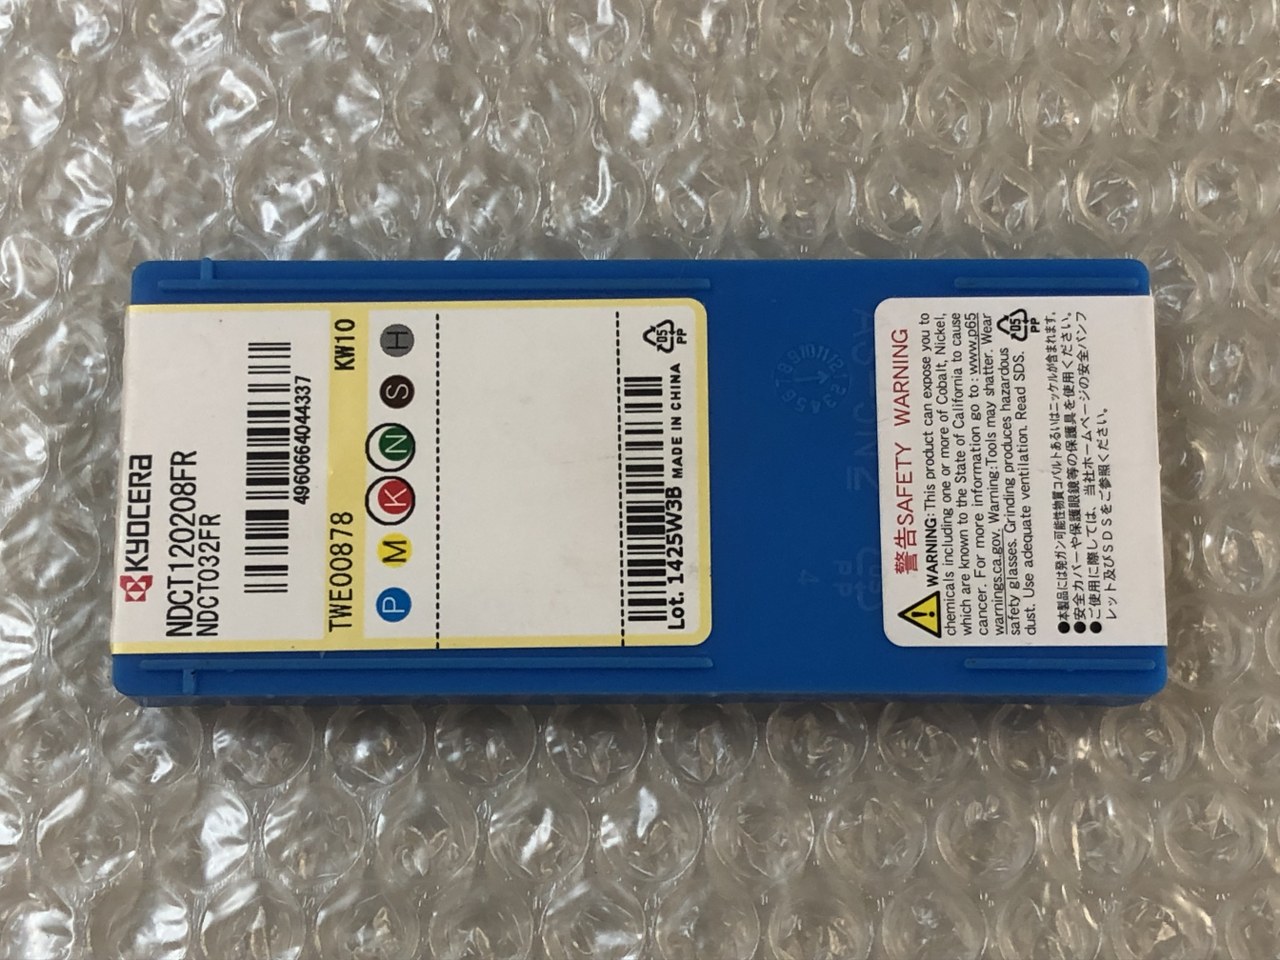 KYOCERA
NDCT120208FR
NDCT032FR
4960664044337
TWE00878 KW10
P M K N S H
Lot. 1425W3B MADE IN CHINA
05
PP
警告SAFETY WARNING
WARNING: This product can expose you to
chemicals including one or more of Cobalt, Nickel,
which are known to the State of California to cause
cancer. For more information go to : www.p65
warnings.ca.gov. Warning:Tools may shatter. Wear
safety glasses. Grinding produces hazardous
dust. Use adequate ventilation. Read SDS.
05
PP
●本製品には発ガン可能性物質コバルトあるいはニッケルが含まれます。
●安全カバーや保護眼鏡等の保護具を使用ください。
●ご使用に際しては、当社ホームページの安全パンフ
レット及びSDSをご参照ください。